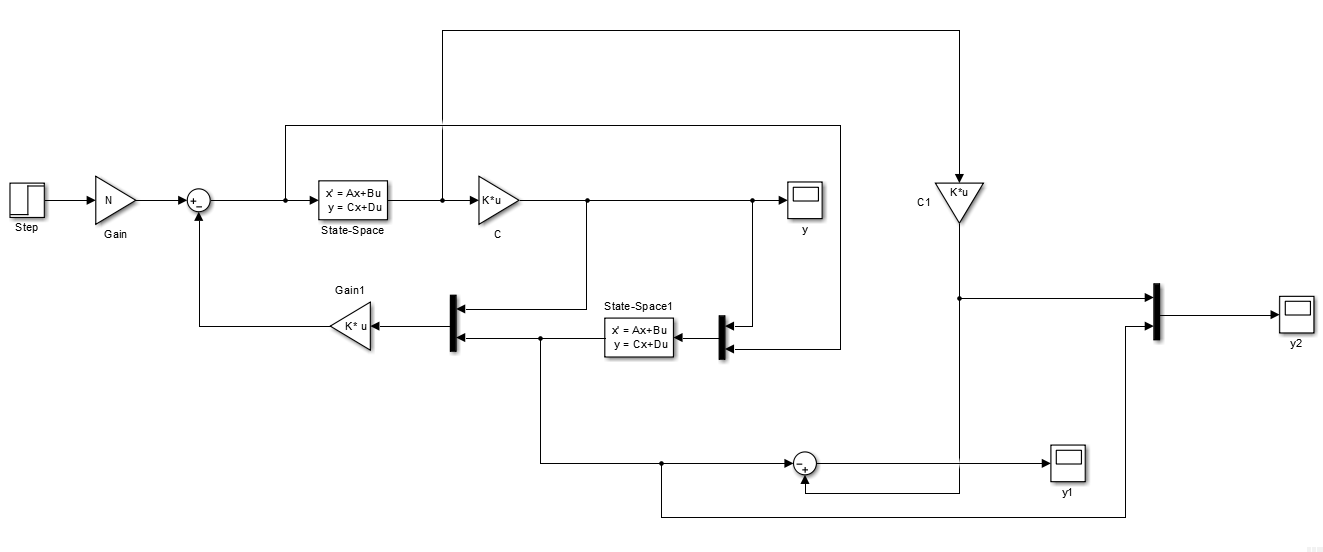 Step
N
Gain
+
−
x' = Ax+Bu
y = Cx+Du
State-Space
K*u
C
y
K*u
C1
Gain1
K* u
State-Space1
x' = Ax+Bu
y = Cx+Du
y2
−
+
y1